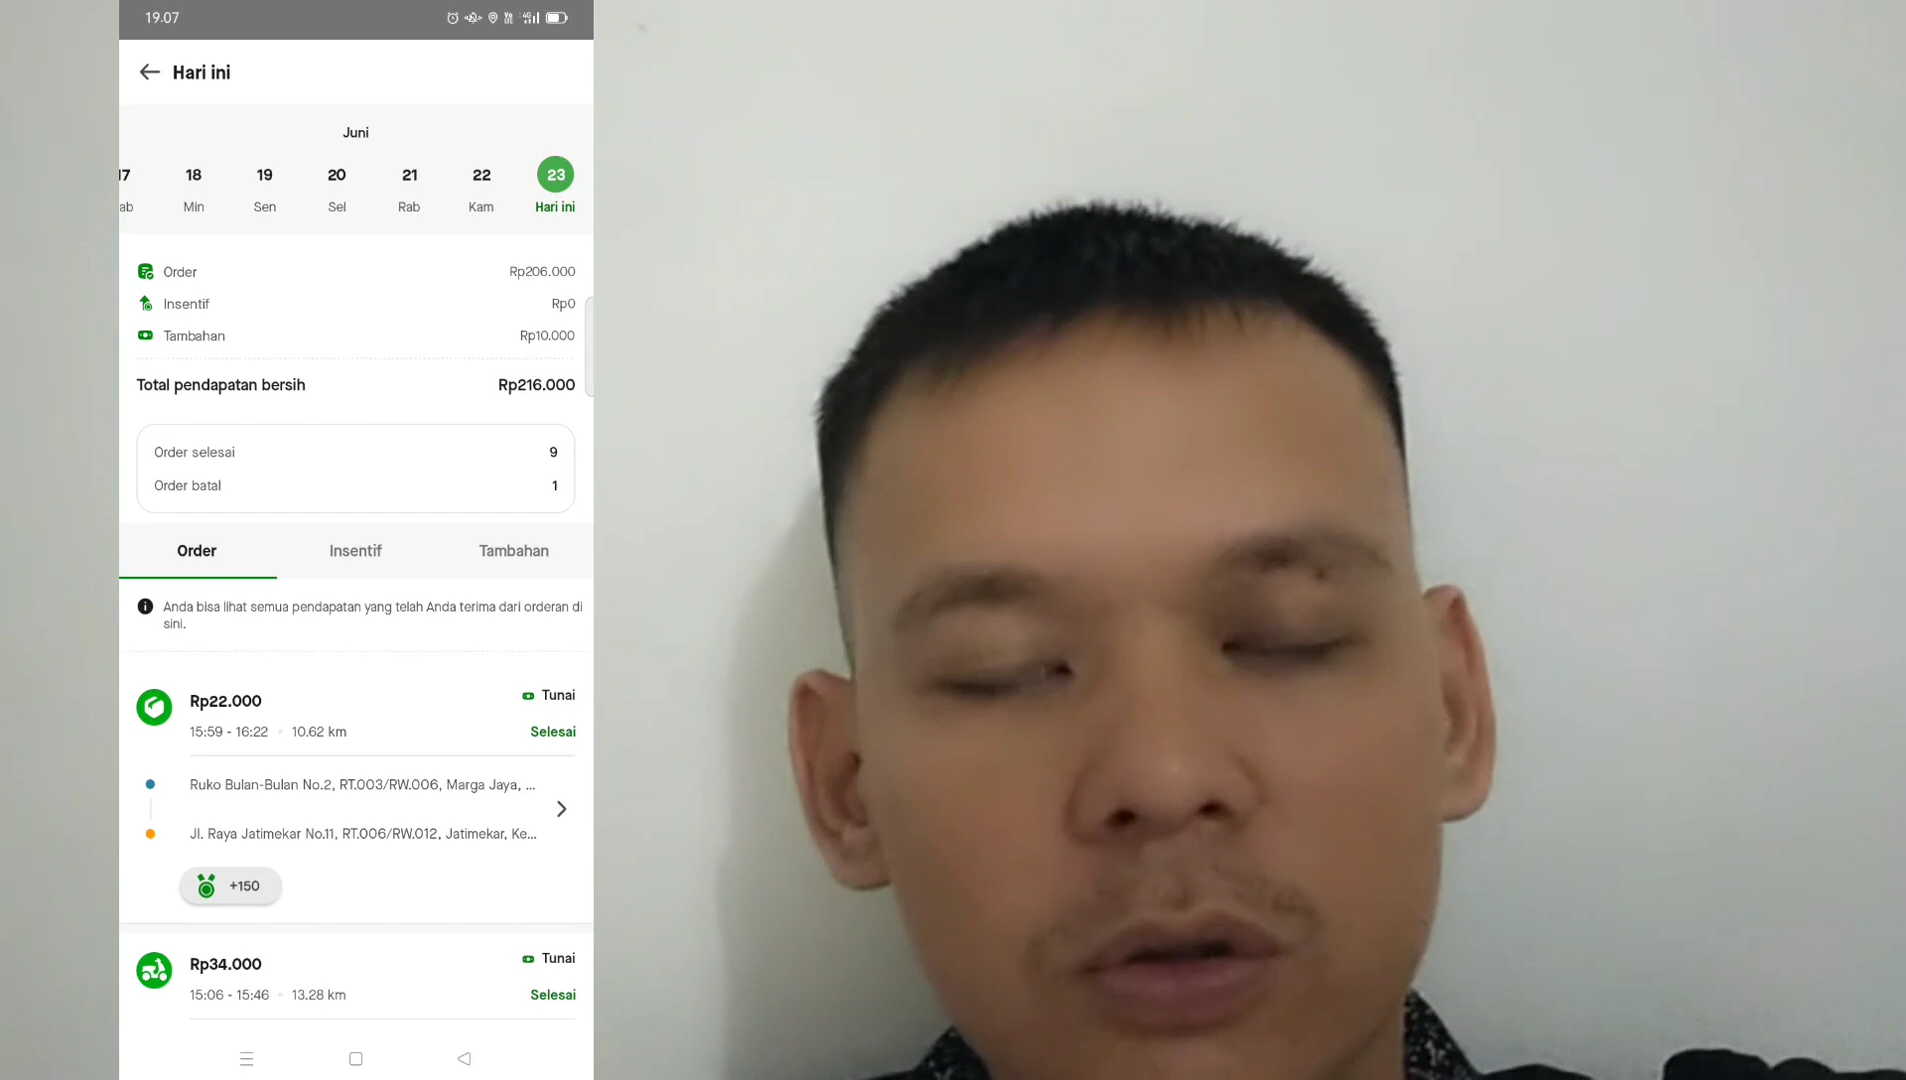 19.07
Hari ini
Juni
17 18 19 20 21 22 23
ab Min Sen Sel Rab Kam Hari ini
Order Rp206.000
Insentif Rp0
Tambahan Rp10.000
Total pendapatan bersih Rp216.000
Order selesai 9
Order batal 1
Order Insentif Tambahan
Anda bisa lihat semua pendapatan yang telah Anda terima dari orderan di
sini.
Rp22.000 Tunai
15:59 - 16:22 • 10.62 km Selesai
Ruko Bulan-Bulan No.2, RT.003/RW.006, Marga Jaya, ...
Jl. Raya Jatimekar No.11, RT.006/RW.012, Jatimekar, Ke...
+150
Rp34.000 Tunai
15:06 - 15:46 • 13.28 km Selesai